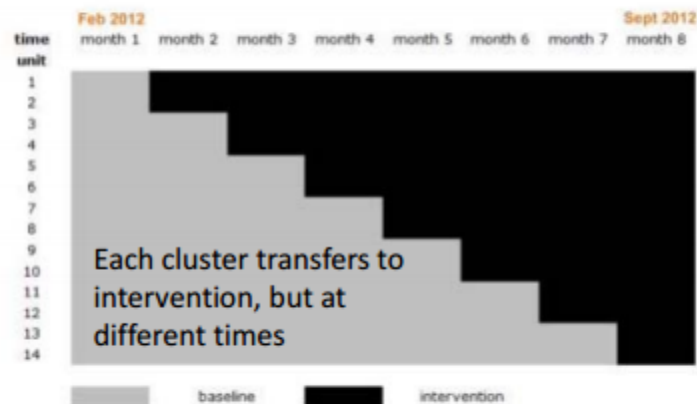 Feb 2012 Sept 2012
time month 1 month 2 month 3 month 4 month 5 month 6 month 7 month 8
unit
1
2
3
4
5
6
7
8
9
10
11
12
13
14
Each cluster transfers to
intervention, but at
different times
baseline intervention